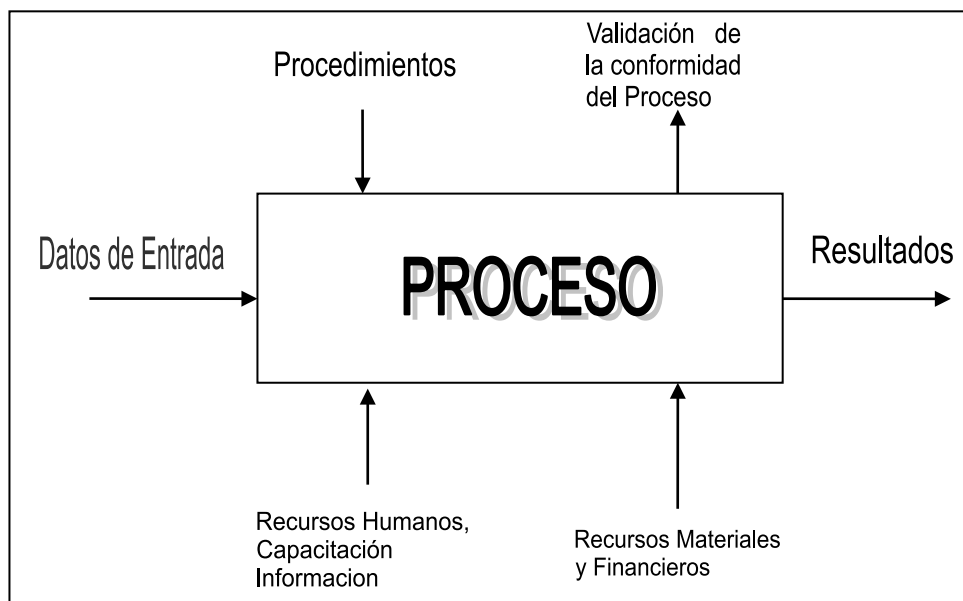 Procedimientos
Validación de
la conformidad
del Proceso
Datos de Entrada
PROCESO
Resultados
Recursos Humanos,
Capacitación
Informacion
Recursos Materiales
y Financieros